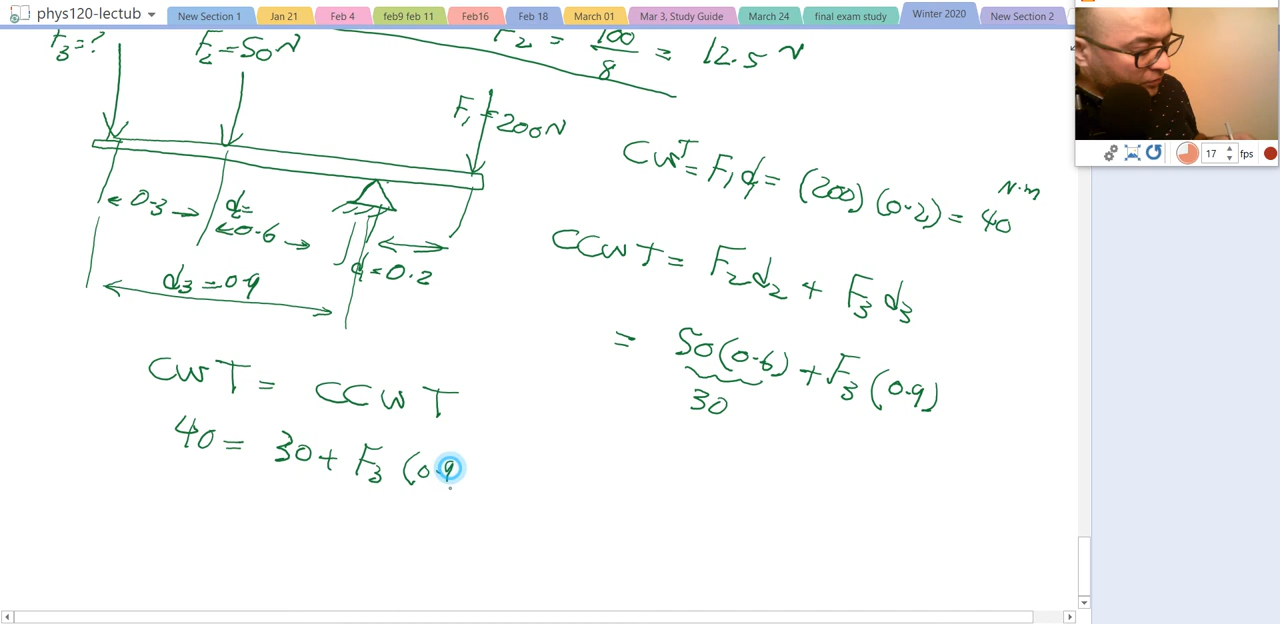 phys120-lectub
New Section 1
Jan 21
Feb 4
feb9 feb 11
Feb16
Feb 18
March 01
Mar 3, Study Guide
March 24
final exam study
Winter 2020
New Section 2
F3=?
F2=50N
F2 = 100/8 = 12.5 N
F1=200N
0.3
d2=
0.6
d3=0.9
d1=0.2
CWT= F1d1= (200)(0.2)= 40 N.m
CCWT= F2d2 + F3d3
= 50(0.6)+F3(0.9)
30
CWT= CCWT
40= 30+ F3 (0.9
17 fps